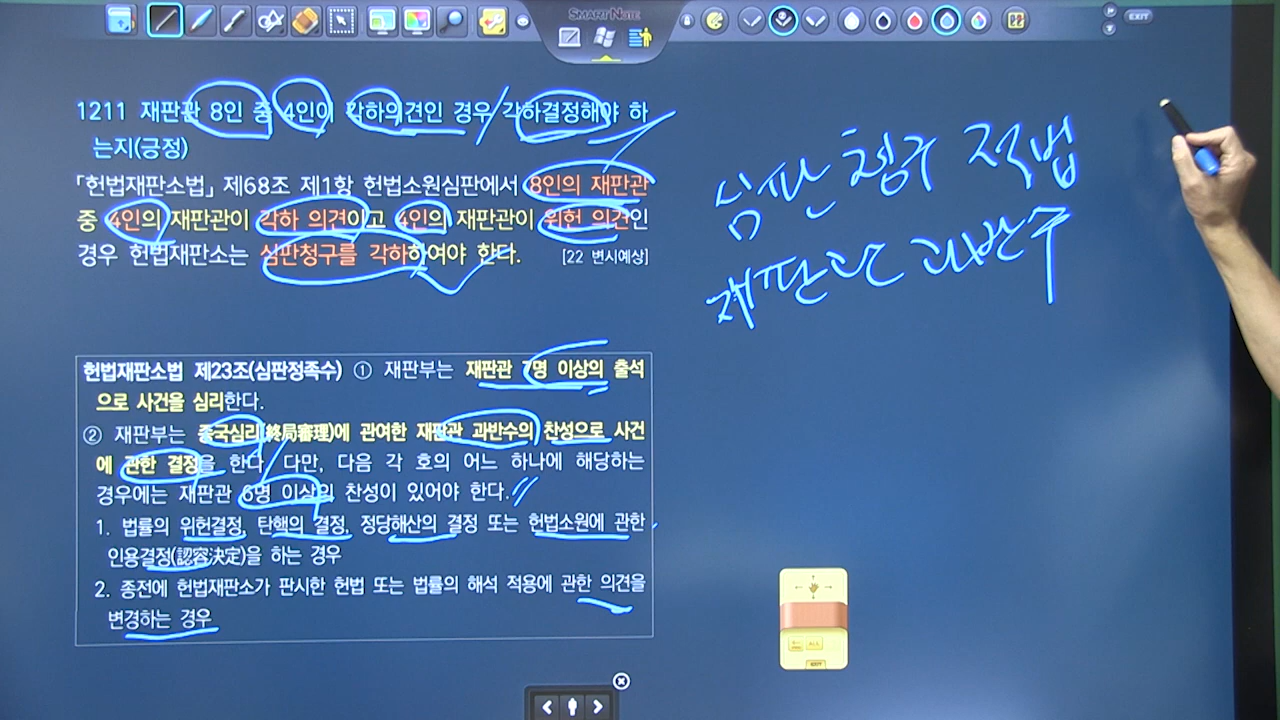 SMARTNOTE
EXIT
1211 재판관 8인 중 4인이 각하의견인 경우 각하결정해야 하
는지(긍정)
「헌법재판소법」 제68조 제1항 헌법소원심판에서 8인의 재판관
중 4인의 재판관이 각하 의견이고 4인의 재판관이 위헌 의견인
경우 헌법재판소는 심판청구를 각하하여야 한다. [22 변시예상]
심판 청구 적법
재판관 과반수
헌법재판소법 제23조(심판정족수) ① 재판부는 재판관 7명 이상의 출석
으로 사건을 심리한다.
② 재판부는 종국심리(終局審理)에 관여한 재판관 과반수의 찬성으로 사건
에 관한 결정을 한다. 다만, 다음 각 호의 어느 하나에 해당하는
경우에는 재판관 6명 이상의 찬성이 있어야 한다.
1. 법률의 위헌결정, 탄핵의 결정, 정당해산의 결정 또는 헌법소원에 관한
인용결정(認容決定)을 하는 경우
2. 종전에 헌법재판소가 판시한 헌법 또는 법률의 해석 적용에 관한 의견을
변경하는 경우
ALL
EXIT